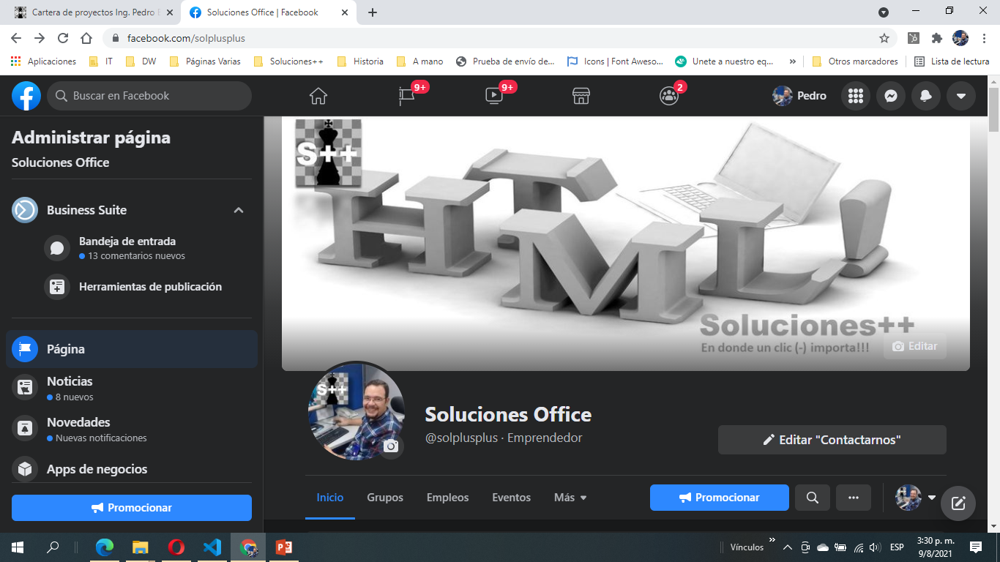 Cartera de proyectos Ing. Pedro
Soluciones Office | Facebook
facebook.com/solplusplus
Aplicaciones
IT
DW
Páginas Varias
Soluciones++
Historia
A mano
Prueba de envío de...
Icons | Font Aweso...
Unete a nuestro eq...
»
Otros marcadores
Lista de lectura
Buscar en Facebook
9+
9+
2
Pedro
Administrar página
Soluciones Office
Business Suite
Bandeja de entrada
13 comentarios nuevos
Herramientas de publicación
Página
Noticias
8 nuevos
Novedades
Nuevas notificaciones
Apps de negocios
Promocionar
S++
HTML!
Soluciones++
En donde un clic (-) importa!!!
Editar
S++
Soluciones Office
@solplusplus · Emprendedor
Editar "Contactarnos"
Inicio
Grupos
Empleos
Eventos
Más
Promocionar
Vínculos
»
ESP
3:30 p. m.
9/8/2021